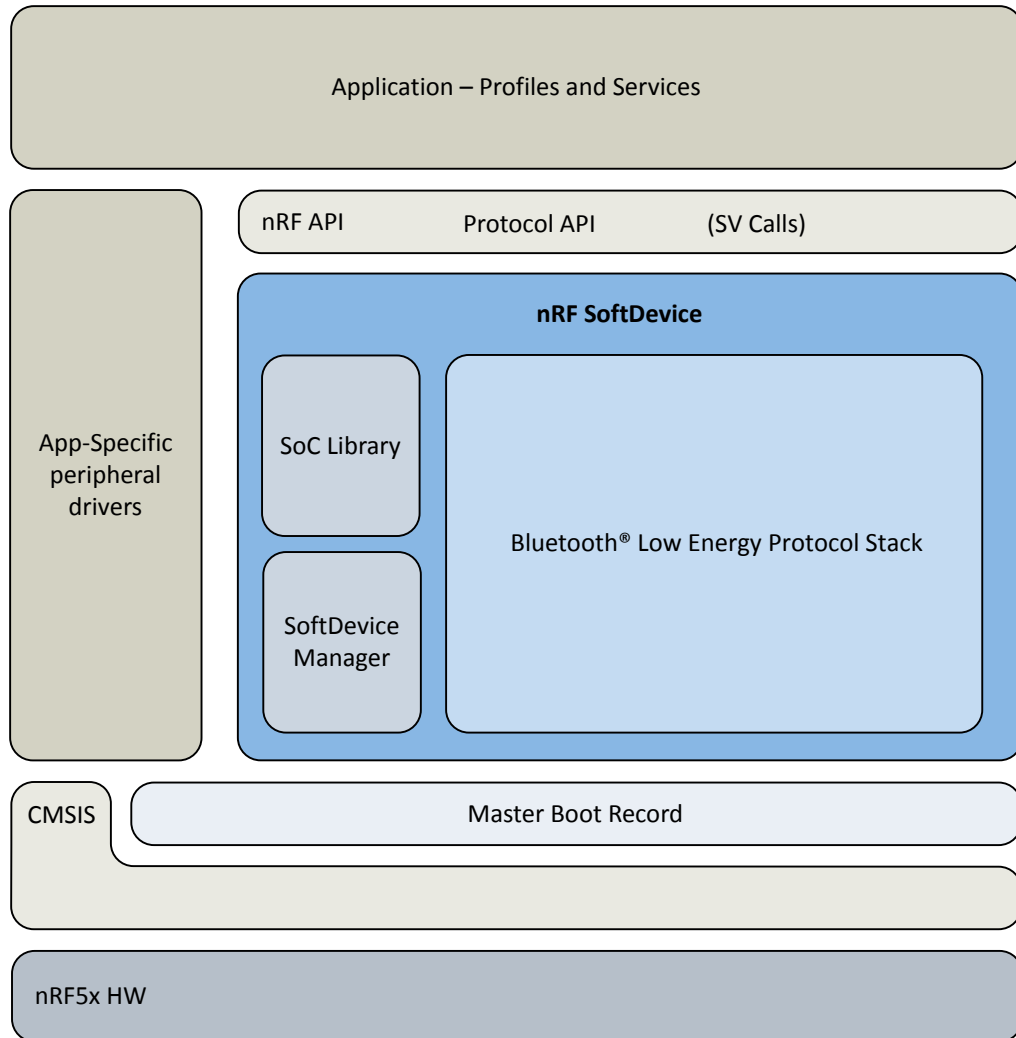 Application – Profiles and Services
nRF API Protocol API (SV Calls)
nRF SoftDevice
App-Specific
peripheral
drivers
SoC Library
Bluetooth® Low Energy Protocol Stack
SoftDevice
Manager
CMSIS
Master Boot Record
nRF5x HW